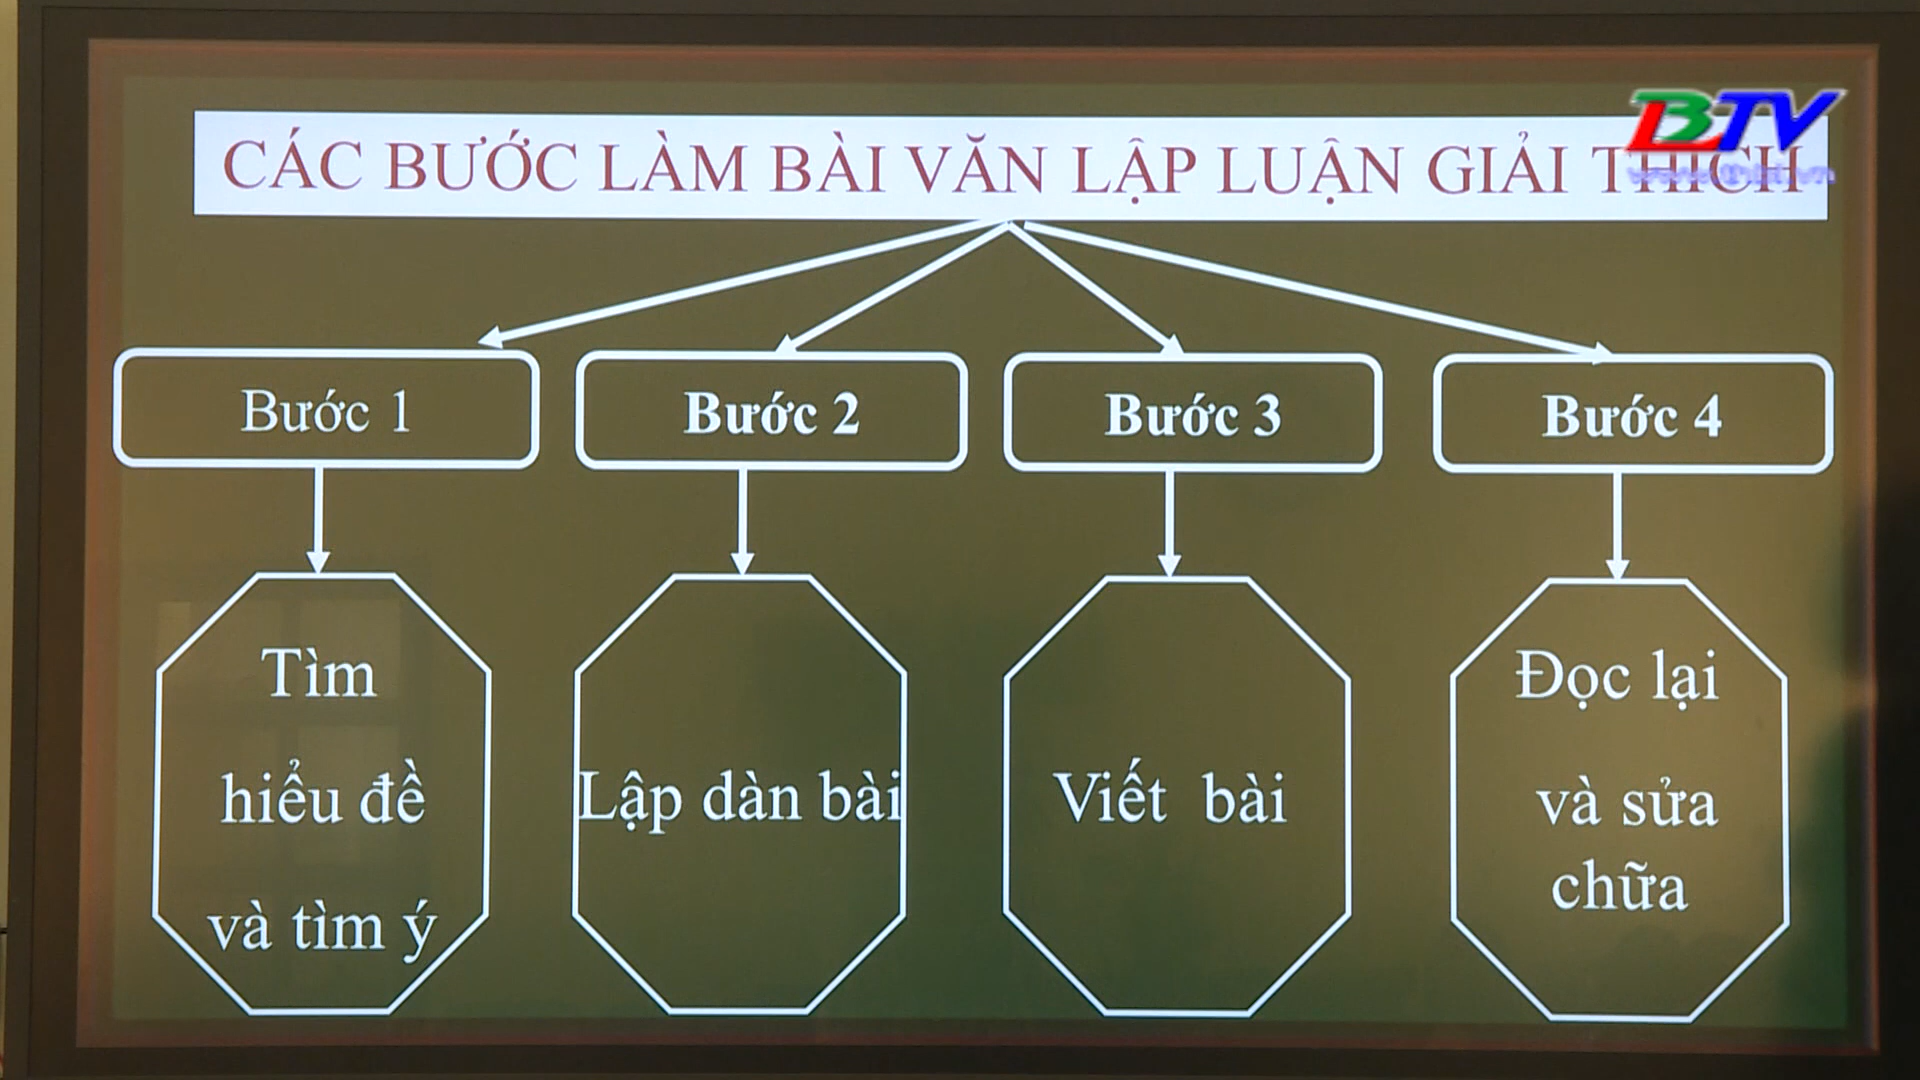 BTV
CÁC BƯỚC LÀM BÀI VĂN LẬP LUẬN GIẢI THÍCH
Bước 1
Bước 2
Bước 3
Bước 4
Tìm
hiểu đề
và tìm ý
Lập dàn bài
Viết bài
Đọc lại
và sửa
chữa